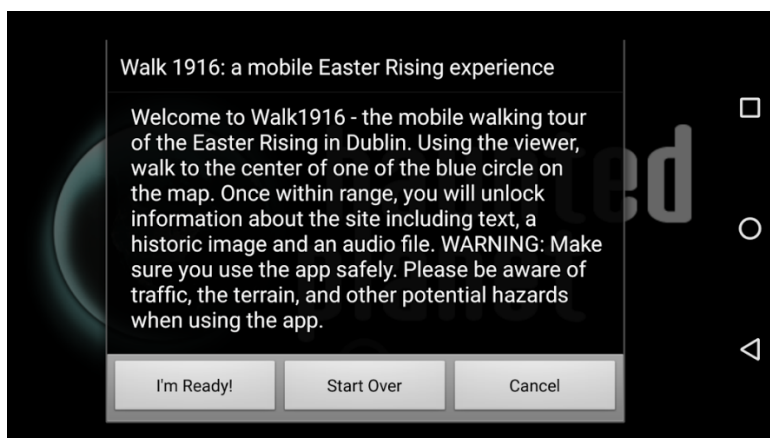 Walk 1916: a mobile Easter Rising experience
Welcome to Walk1916 - the mobile walking tour
of the Easter Rising in Dublin. Using the viewer,
walk to the center of one of the blue circle on
the map. Once within range, you will unlock
information about the site including text, a
historic image and an audio file. WARNING: Make
sure you use the app safely. Please be aware of
traffic, the terrain, and other potential hazards
when using the app.
I'm Ready!
Start Over
Cancel